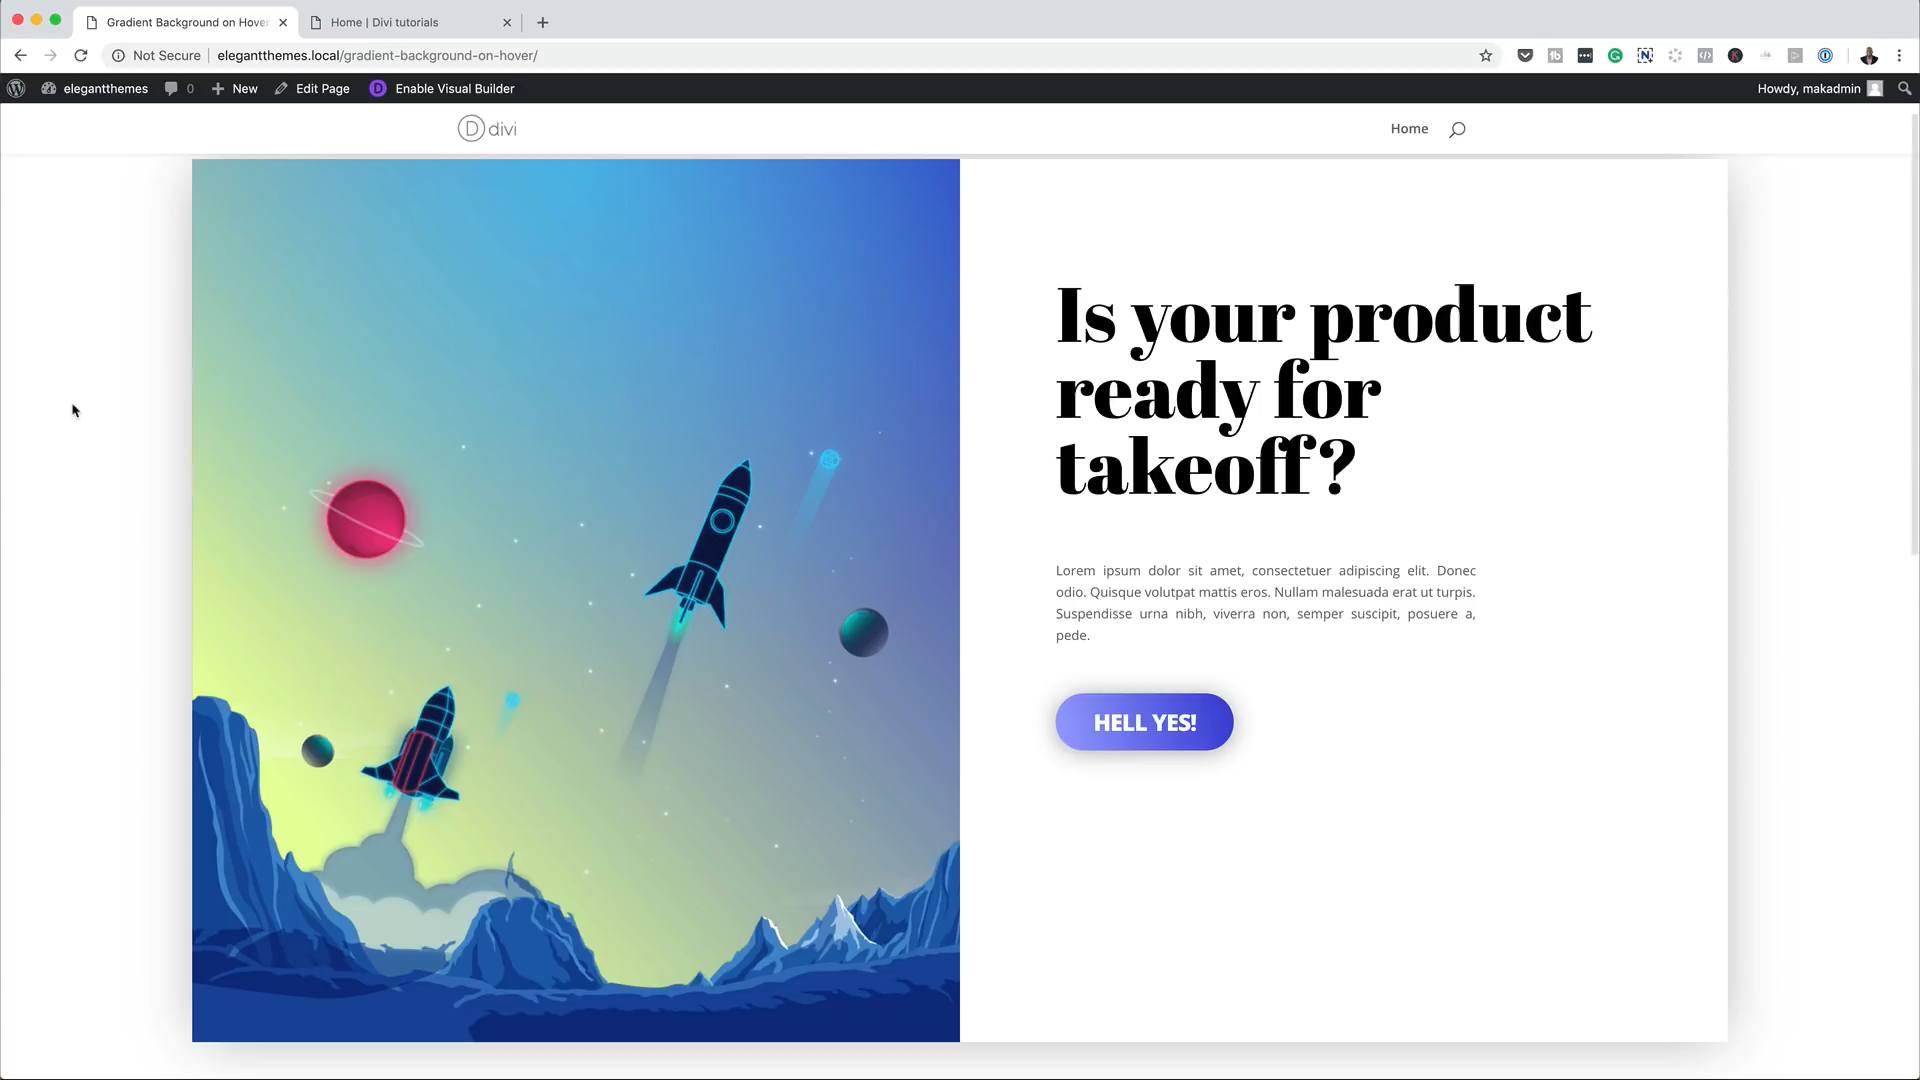 Gradient Background on Hover
Home | Divi tutorials
Not Secure
elegantthemes.local/gradient-background-on-hover/
elegantthemes
0
New
Edit Page
Enable Visual Builder
Howdy, makadmin
divi
Home
Is your product
ready for
takeoff?
Lorem ipsum dolor sit amet, consectetuer adipiscing elit. Donec
odio. Quisque volutpat mattis eros. Nullam malesuada erat ut turpis.
Suspendisse urna nibh, viverra non, semper suscipit, posuere a,
pede.
HELL YES!